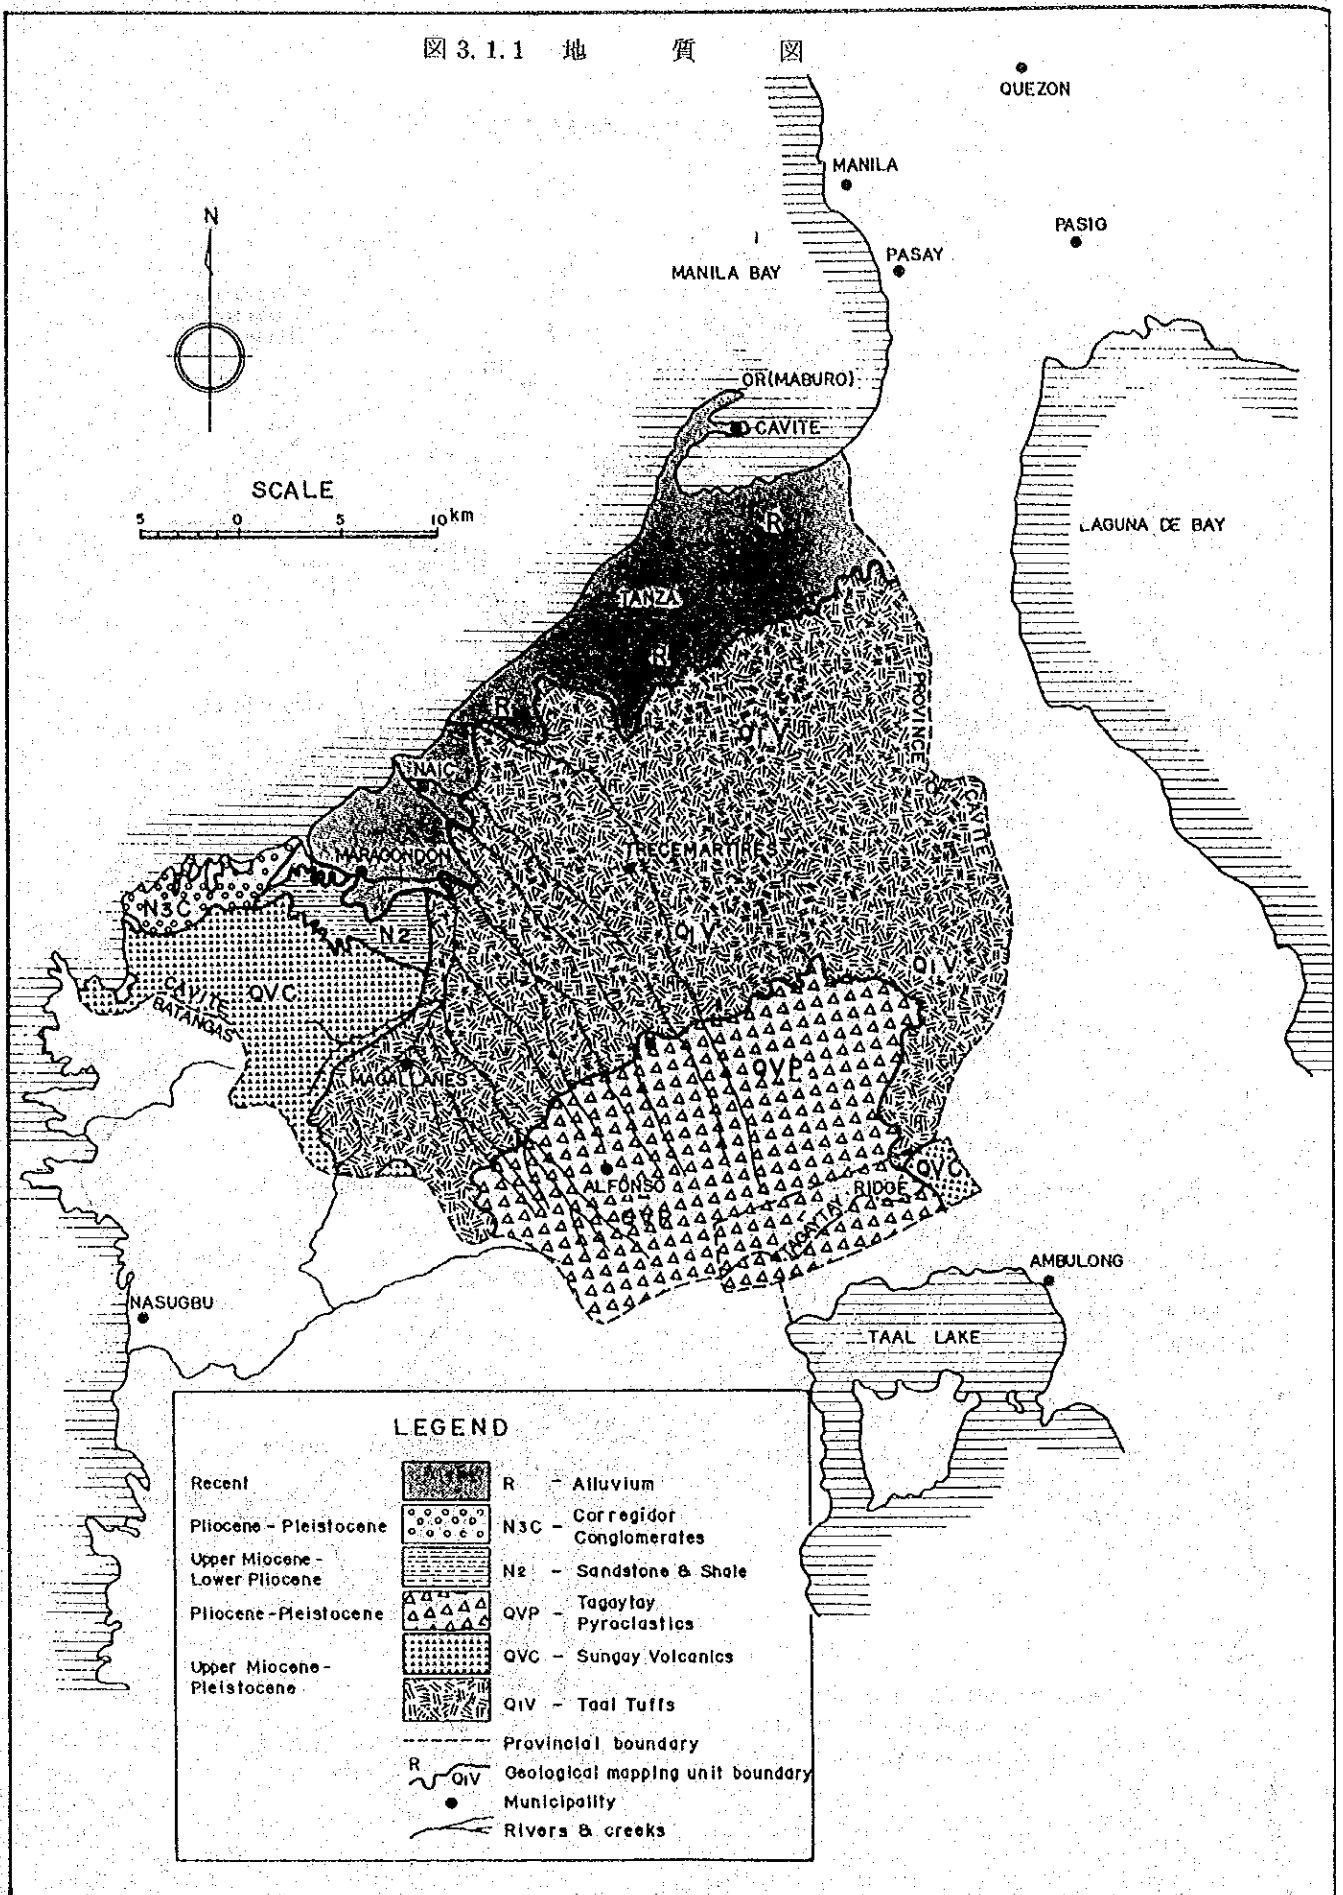 図 3.1.1 地 質 図
QUEZON
MANILA
PASIG
PASAY
MANILA BAY
N
OR(MABURO)
CAVITE
SCALE
5 0 5 10 km
R
LAGUNA DE BAY
TANZA
R
R
PROVINCE
QIV
NAIC
CAVITE
TRECEMARTIRES
MARAGONDON
N3C
N2
QIV
QIV
CAVITE
BATANGAS
QVC
MAGALLANES
QVP
QVC
ALFONSO
RIDGE
TAGAYTAY
QVP
AMBULONG
NASUGBU
TAAL LAKE
LEGEND
Recent R - Alluvium
Pliocene - Pleistocene N3C - Corregidor
Conglomerates
Upper Miocene -
Lower Pliocene N2 - Sandstone & Shale
Pliocene-Pleistocene QVP - Tagaytay
Pyroclastics
QVC - Sungay Volcanics
Upper Miocene-
Pleistocene
QIV - Taal Tuffs
Provincial boundary
R
QIV Geological mapping unit boundary
Municipality
Rivers & creeks